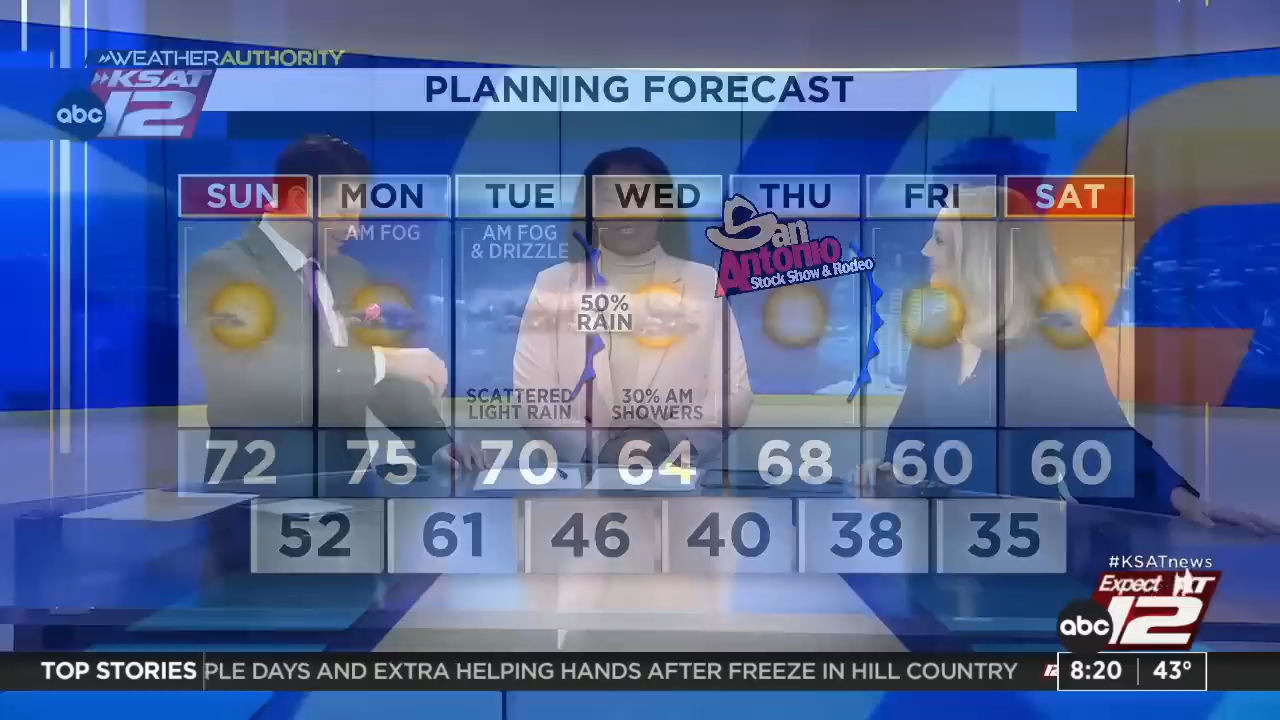 WEATHERAUTHORITY
KSAT
abc 12
PLANNING FORECAST
SUN MON TUE WED THU FRI SAT
AM FOG
AM FOG
& DRIZZLE
San
Antonio
Stock Show & Rodeo
50%
RAIN
SCATTERED
LIGHT RAIN
30% AM
SHOWERS
72 75 70 64 68 60 60
52 61 46 40 38 35
#KSATnews
Expect
abc 12
TOP STORIES PLE DAYS AND EXTRA HELPING HANDS AFTER FREEZE IN HILL COUNTRY 12 8:20 43°